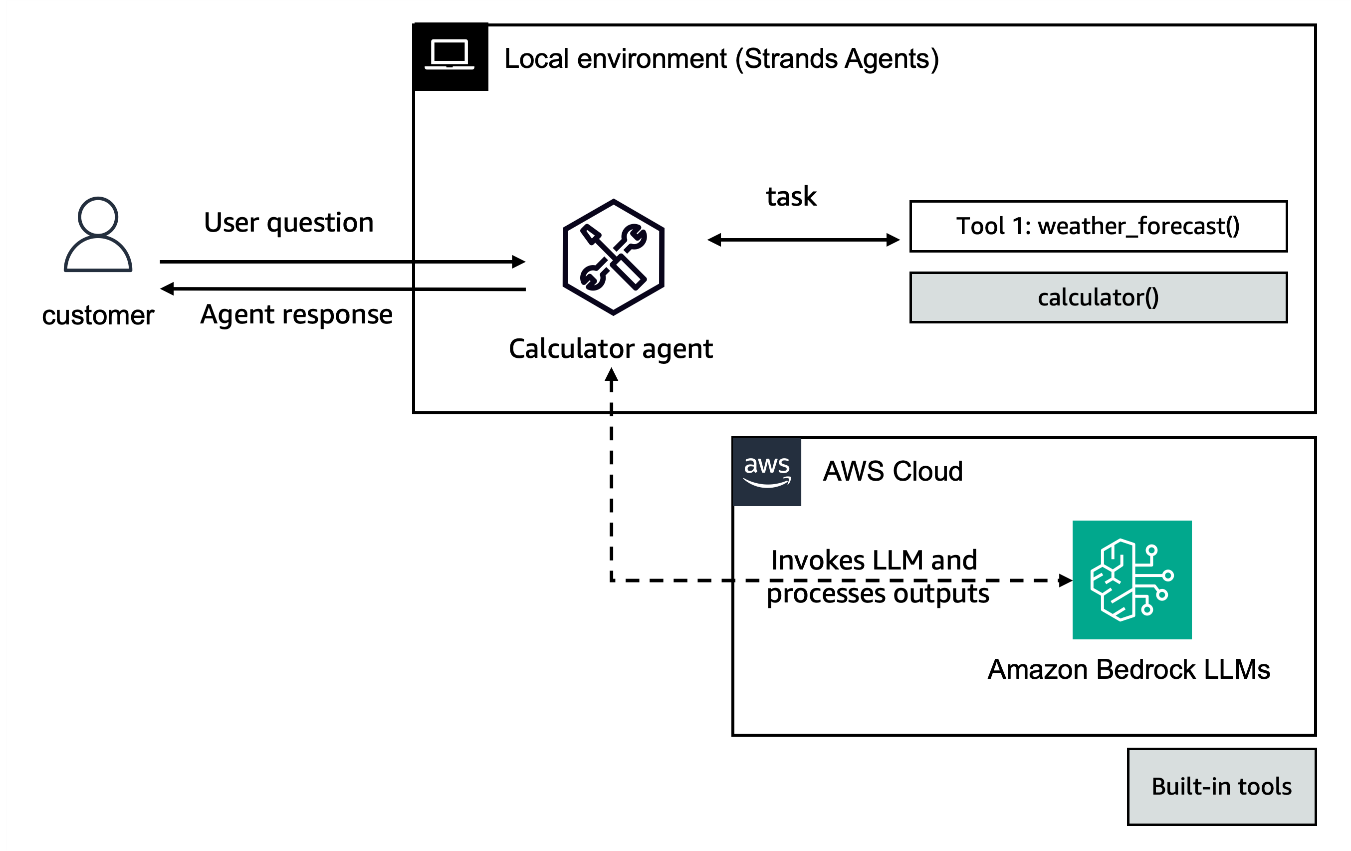 Local environment (Strands Agents)
task
User question
Tool 1: weather_forecast()
calculator()
customer
Agent response
Calculator agent
aws
AWS Cloud
Invokes LLM and
processes outputs
Amazon Bedrock LLMs
Built-in tools